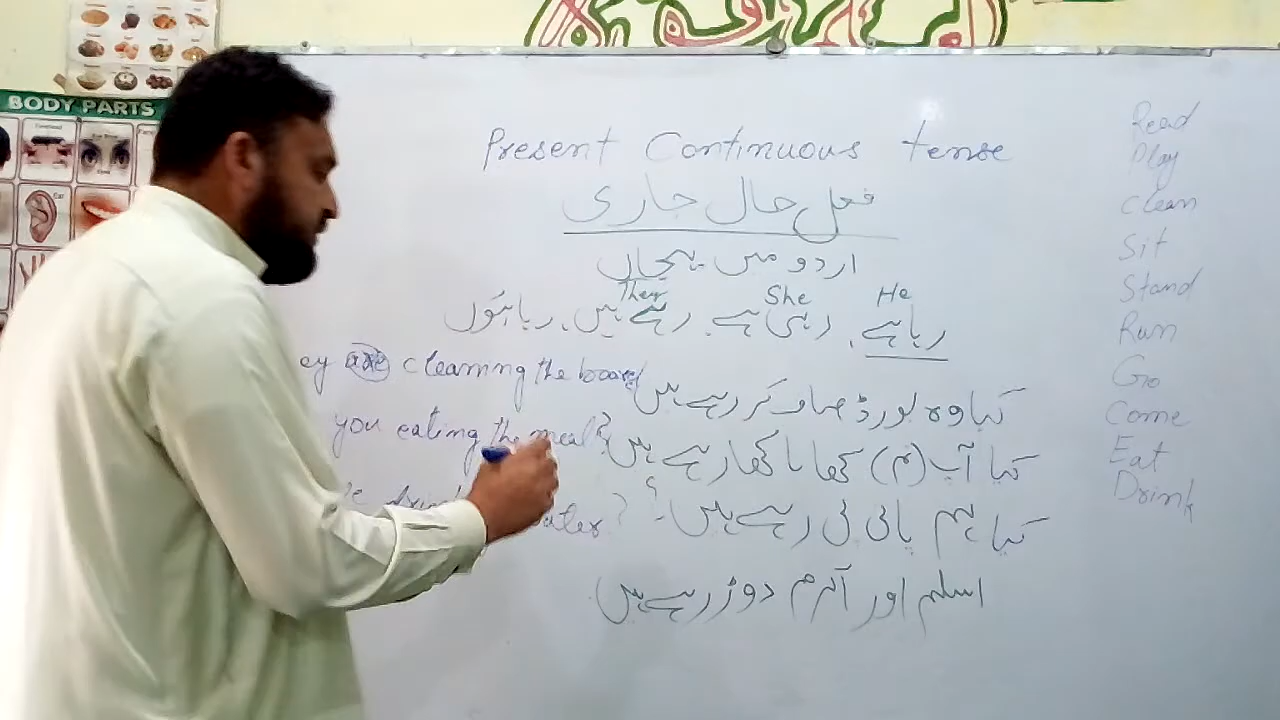 BODY PARTS
Present Continuous tense
فعل حال جاری
اردو میں پہچان
They She He
رہا ہے، رہی ہے، رہے ہیں، رہا ہوں
ey are cleaning the board
کیا وہ بورڈ صاف کر رہے ہیں
you eating the meal?
کیا آپ (تم) کھانا کھا رہے ہیں
ater?
کیا ہم پانی پی رہے ہیں؟
اسلم اور اکرم دوڑ رہے ہیں
Read
Play
Clean
Sit
Stand
Run
Go
Come
Eat
Drink